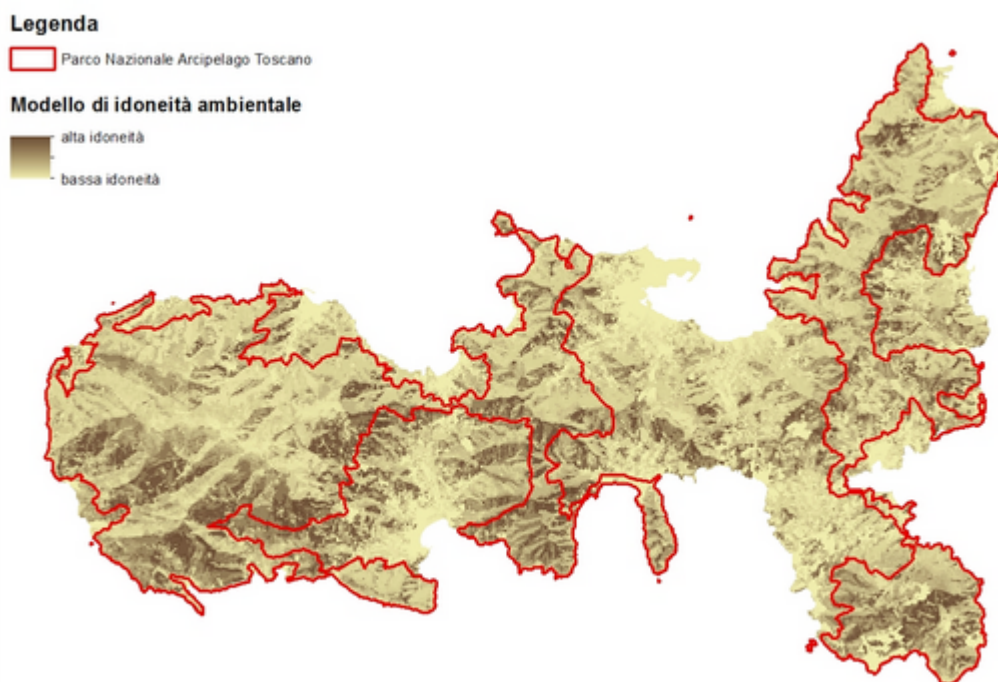 Legenda
Parco Nazionale Arcipelago Toscano
Modello di idoneità ambientale
alta idoneità
bassa idoneità